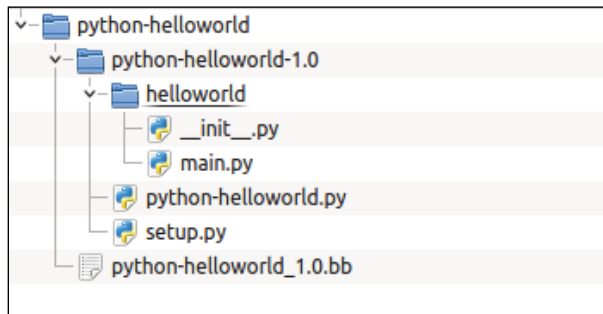 python-helloworld
python-helloworld-1.0
helloworld
__init__.py
main.py
python-helloworld.py
setup.py
python-helloworld_1.0.bb